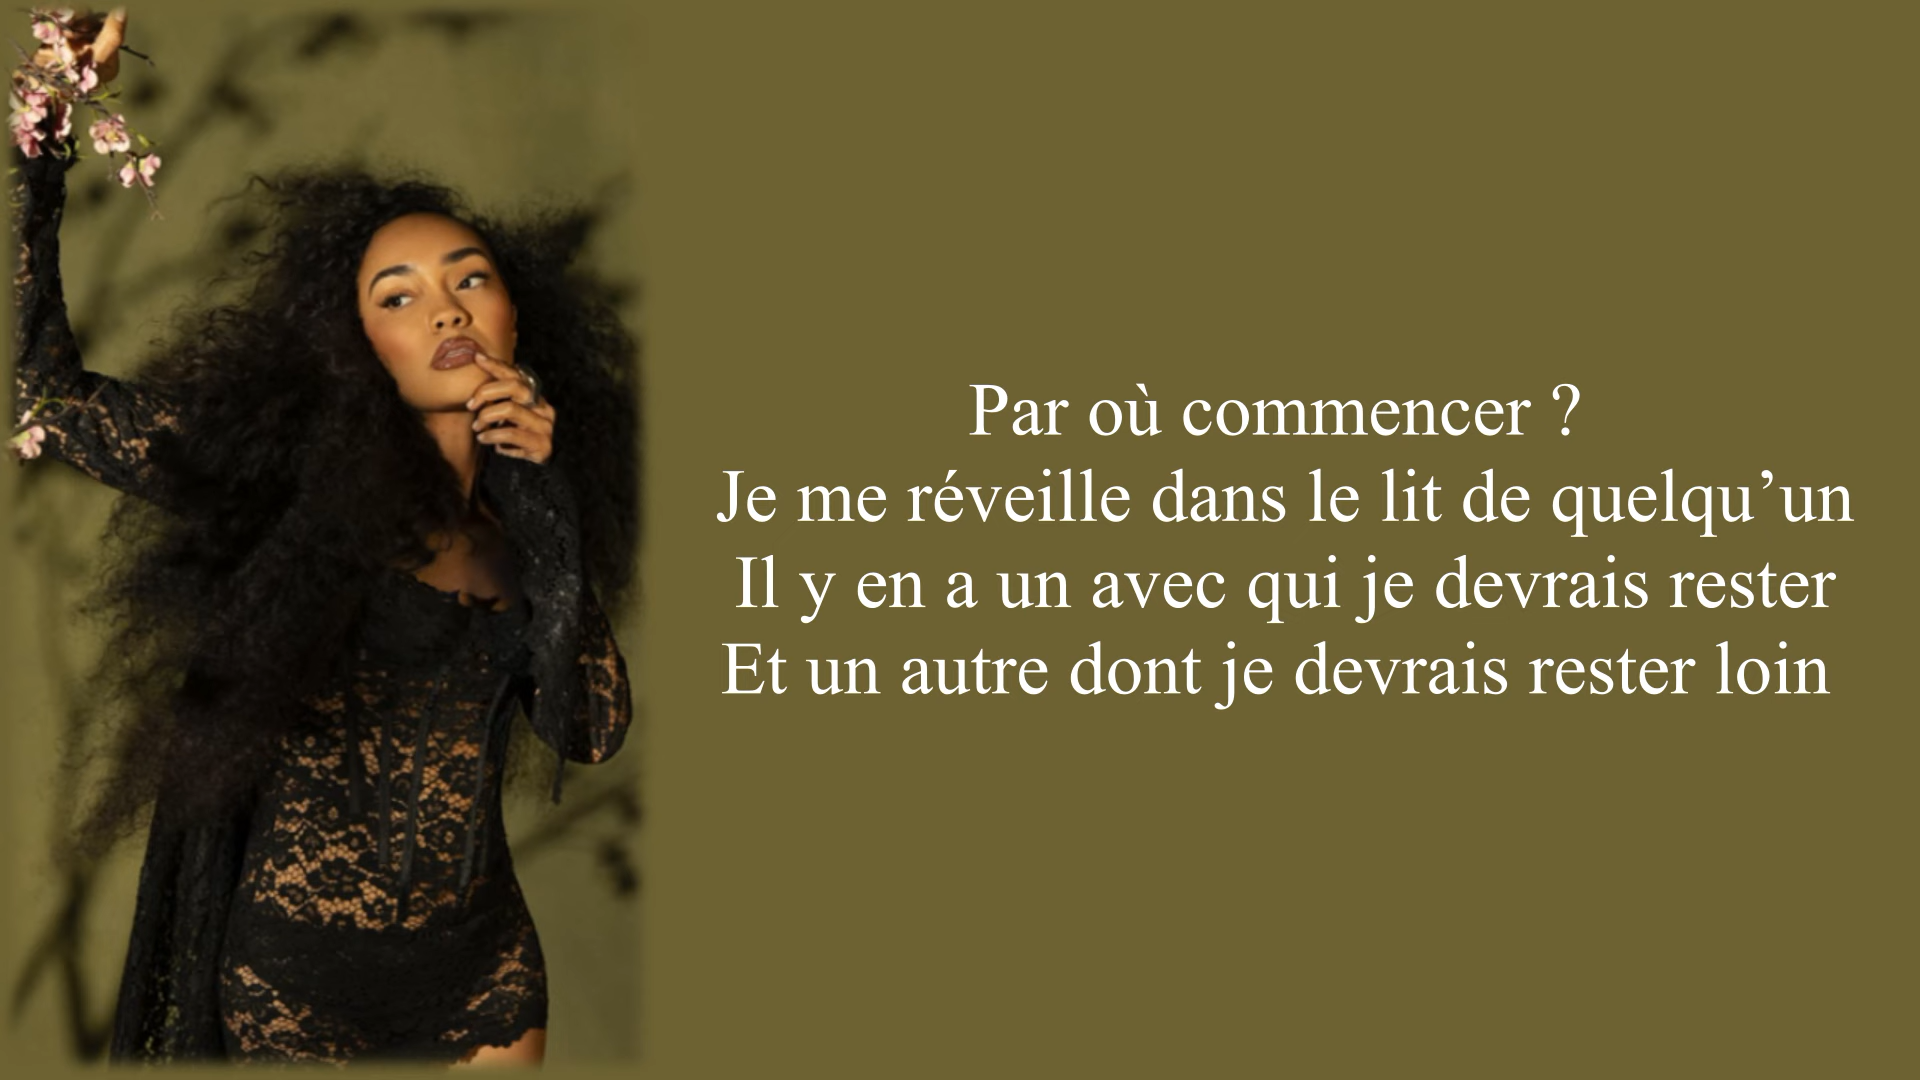 Par où commencer ?
Je me réveille dans le lit de quelqu’un
Il y en a un avec qui je devrais rester
Et un autre dont je devrais rester loin